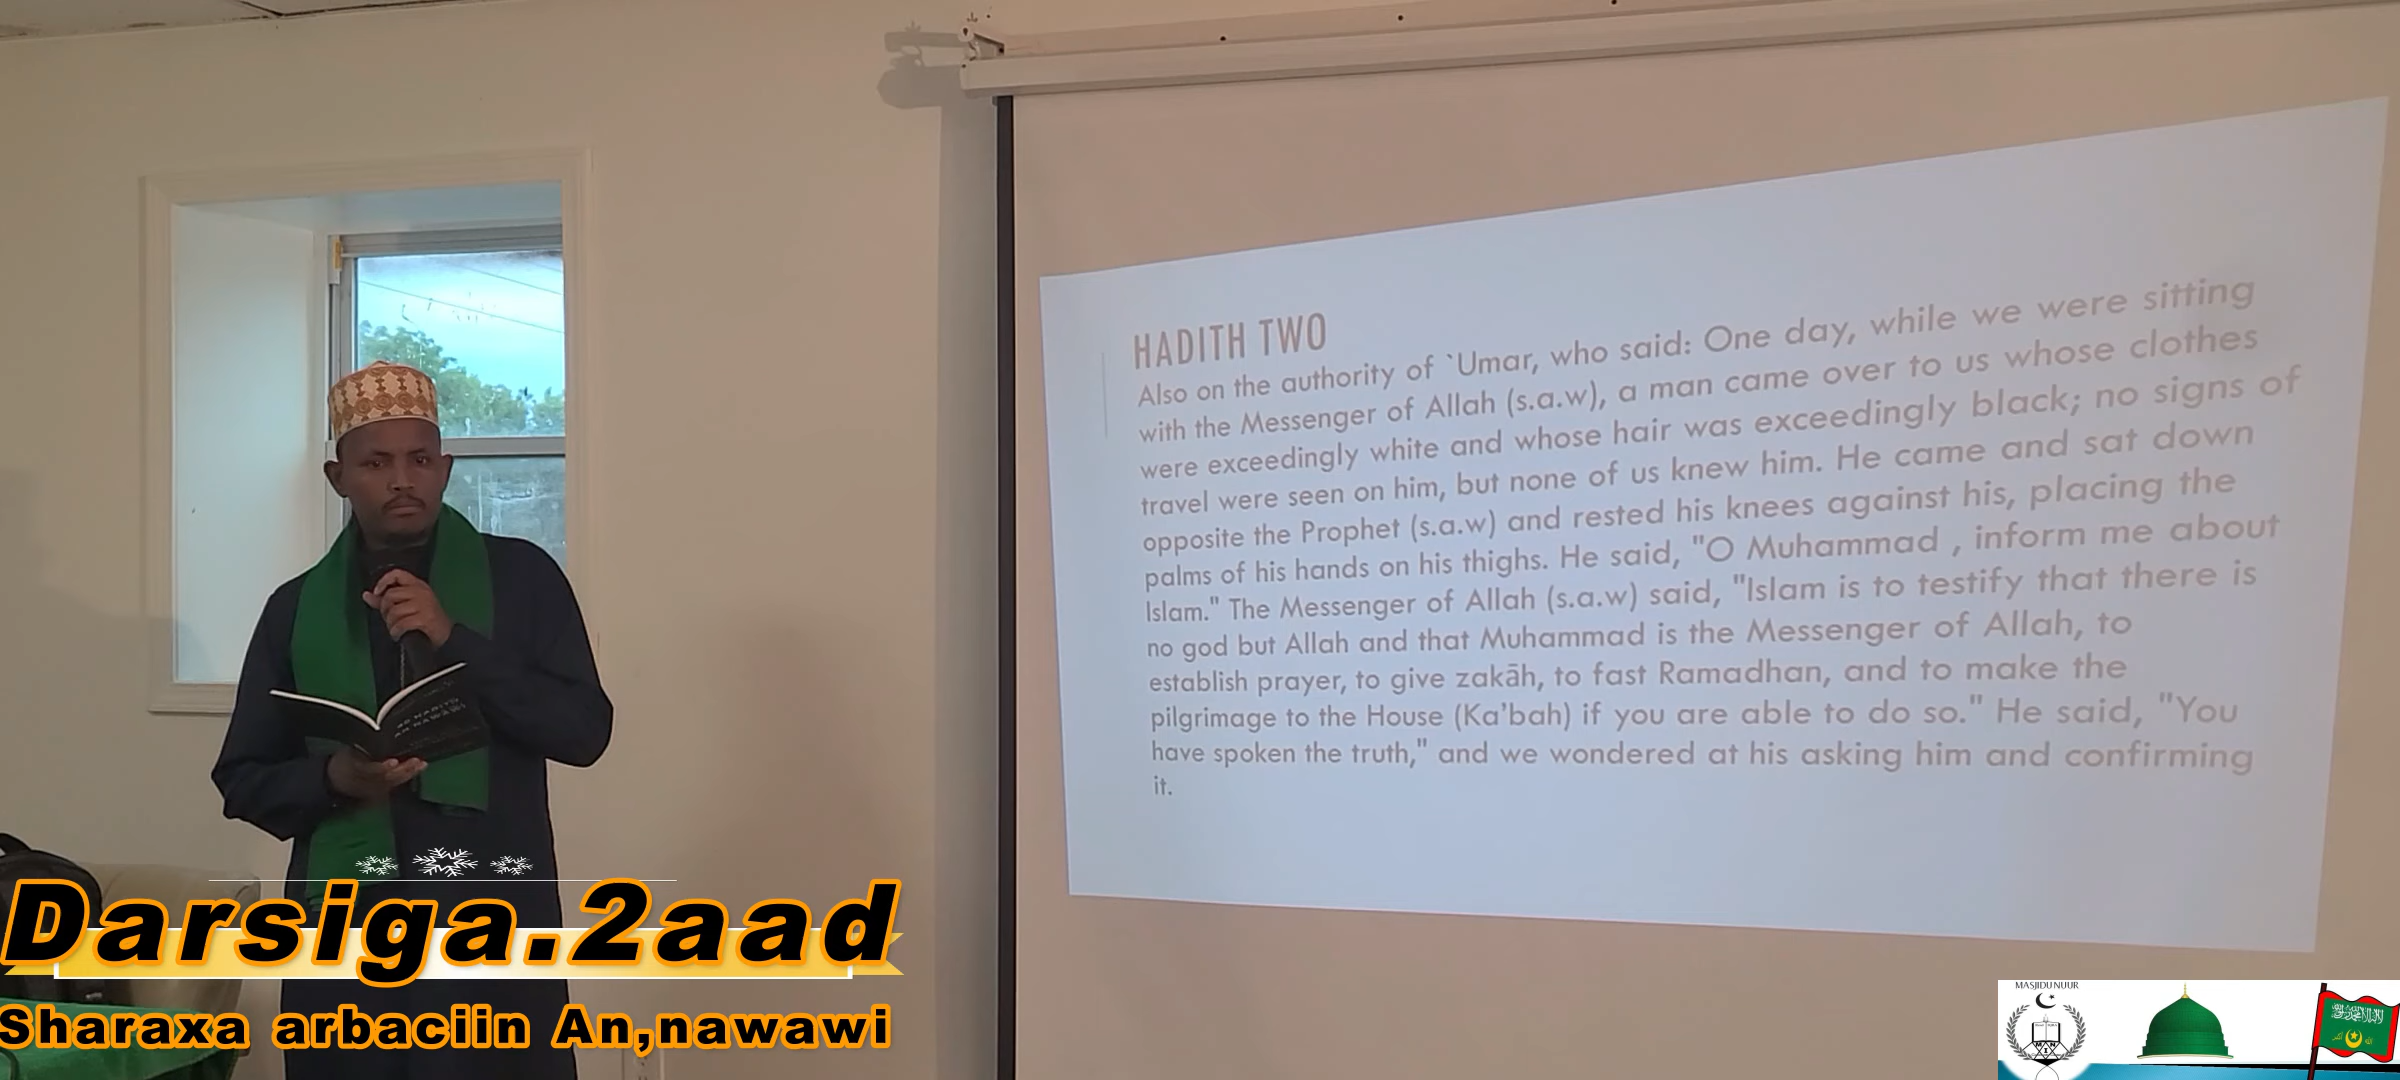 HADITH TWO
Also on the authority of `Umar, who said: One day, while we were sitting
with the Messenger of Allah (s.a.w), a man came over to us whose clothes
were exceedingly white and whose hair was exceedingly black; no signs of
travel were seen on him, but none of us knew him. He came and sat down
opposite the Prophet (s.a.w) and rested his knees against his, placing the
palms of his hands on his thighs. He said, "O Muhammad , inform me about
Islam." The Messenger of Allah (s.a.w) said, "Islam is to testify that there is
no god but Allah and that Muhammad is the Messenger of Allah, to
establish prayer, to give zakāh, to fast Ramadhan, and to make the
pilgrimage to the House (Ka'bah) if you are able to do so." He said, "You
have spoken the truth," and we wondered at his asking him and confirming
it.
Darsiga.2aad
Sharaxa arbaciin An,nawawi
MASJIDU NUUR